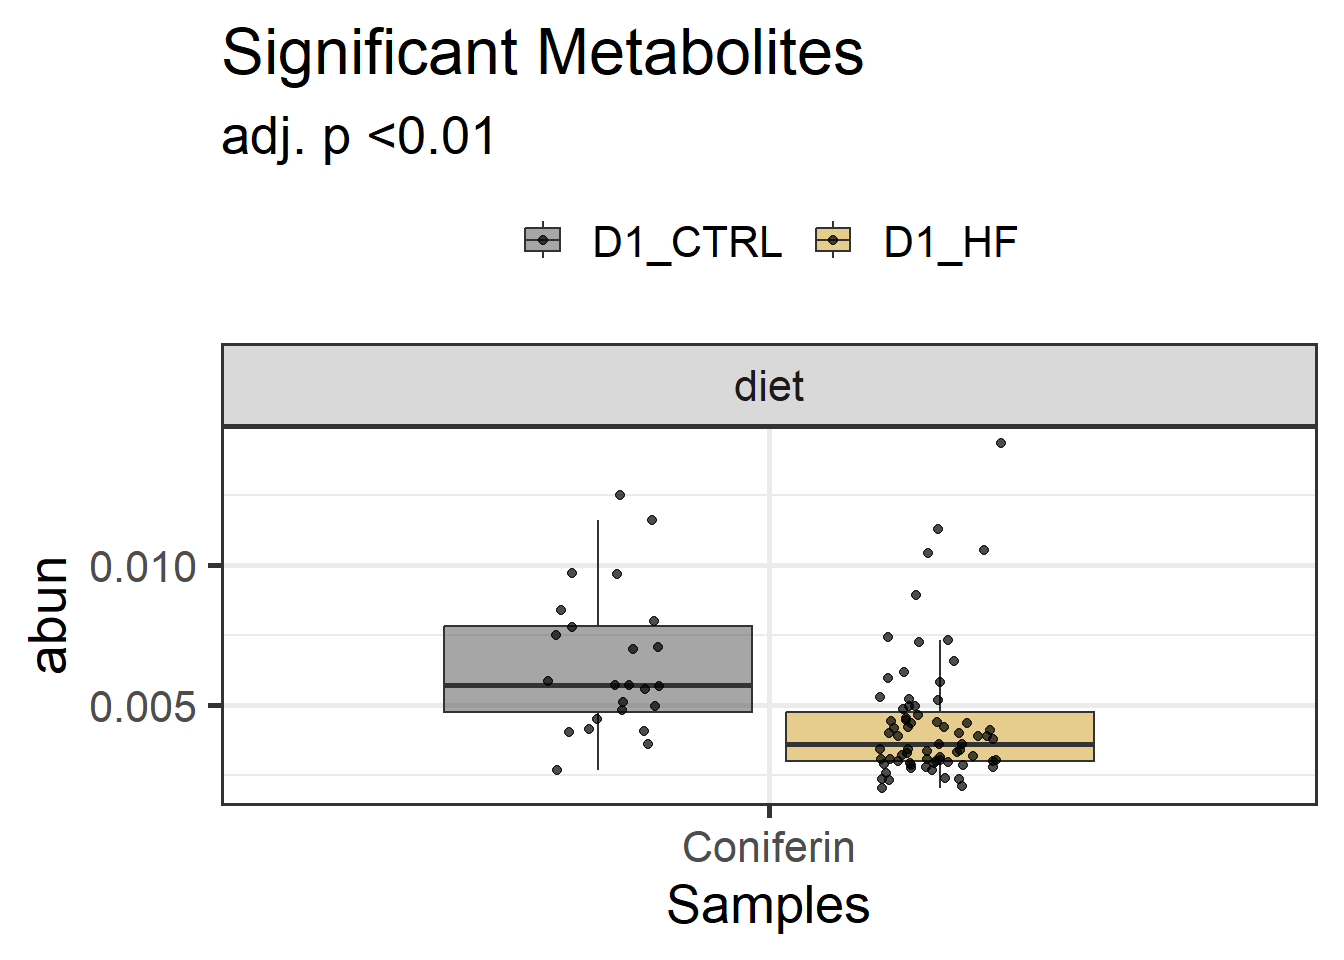 Significant Metabolites
adj. p <0.01
D1_CTRL D1_HF
diet
abun
0.010
0.005
Coniferin
Samples